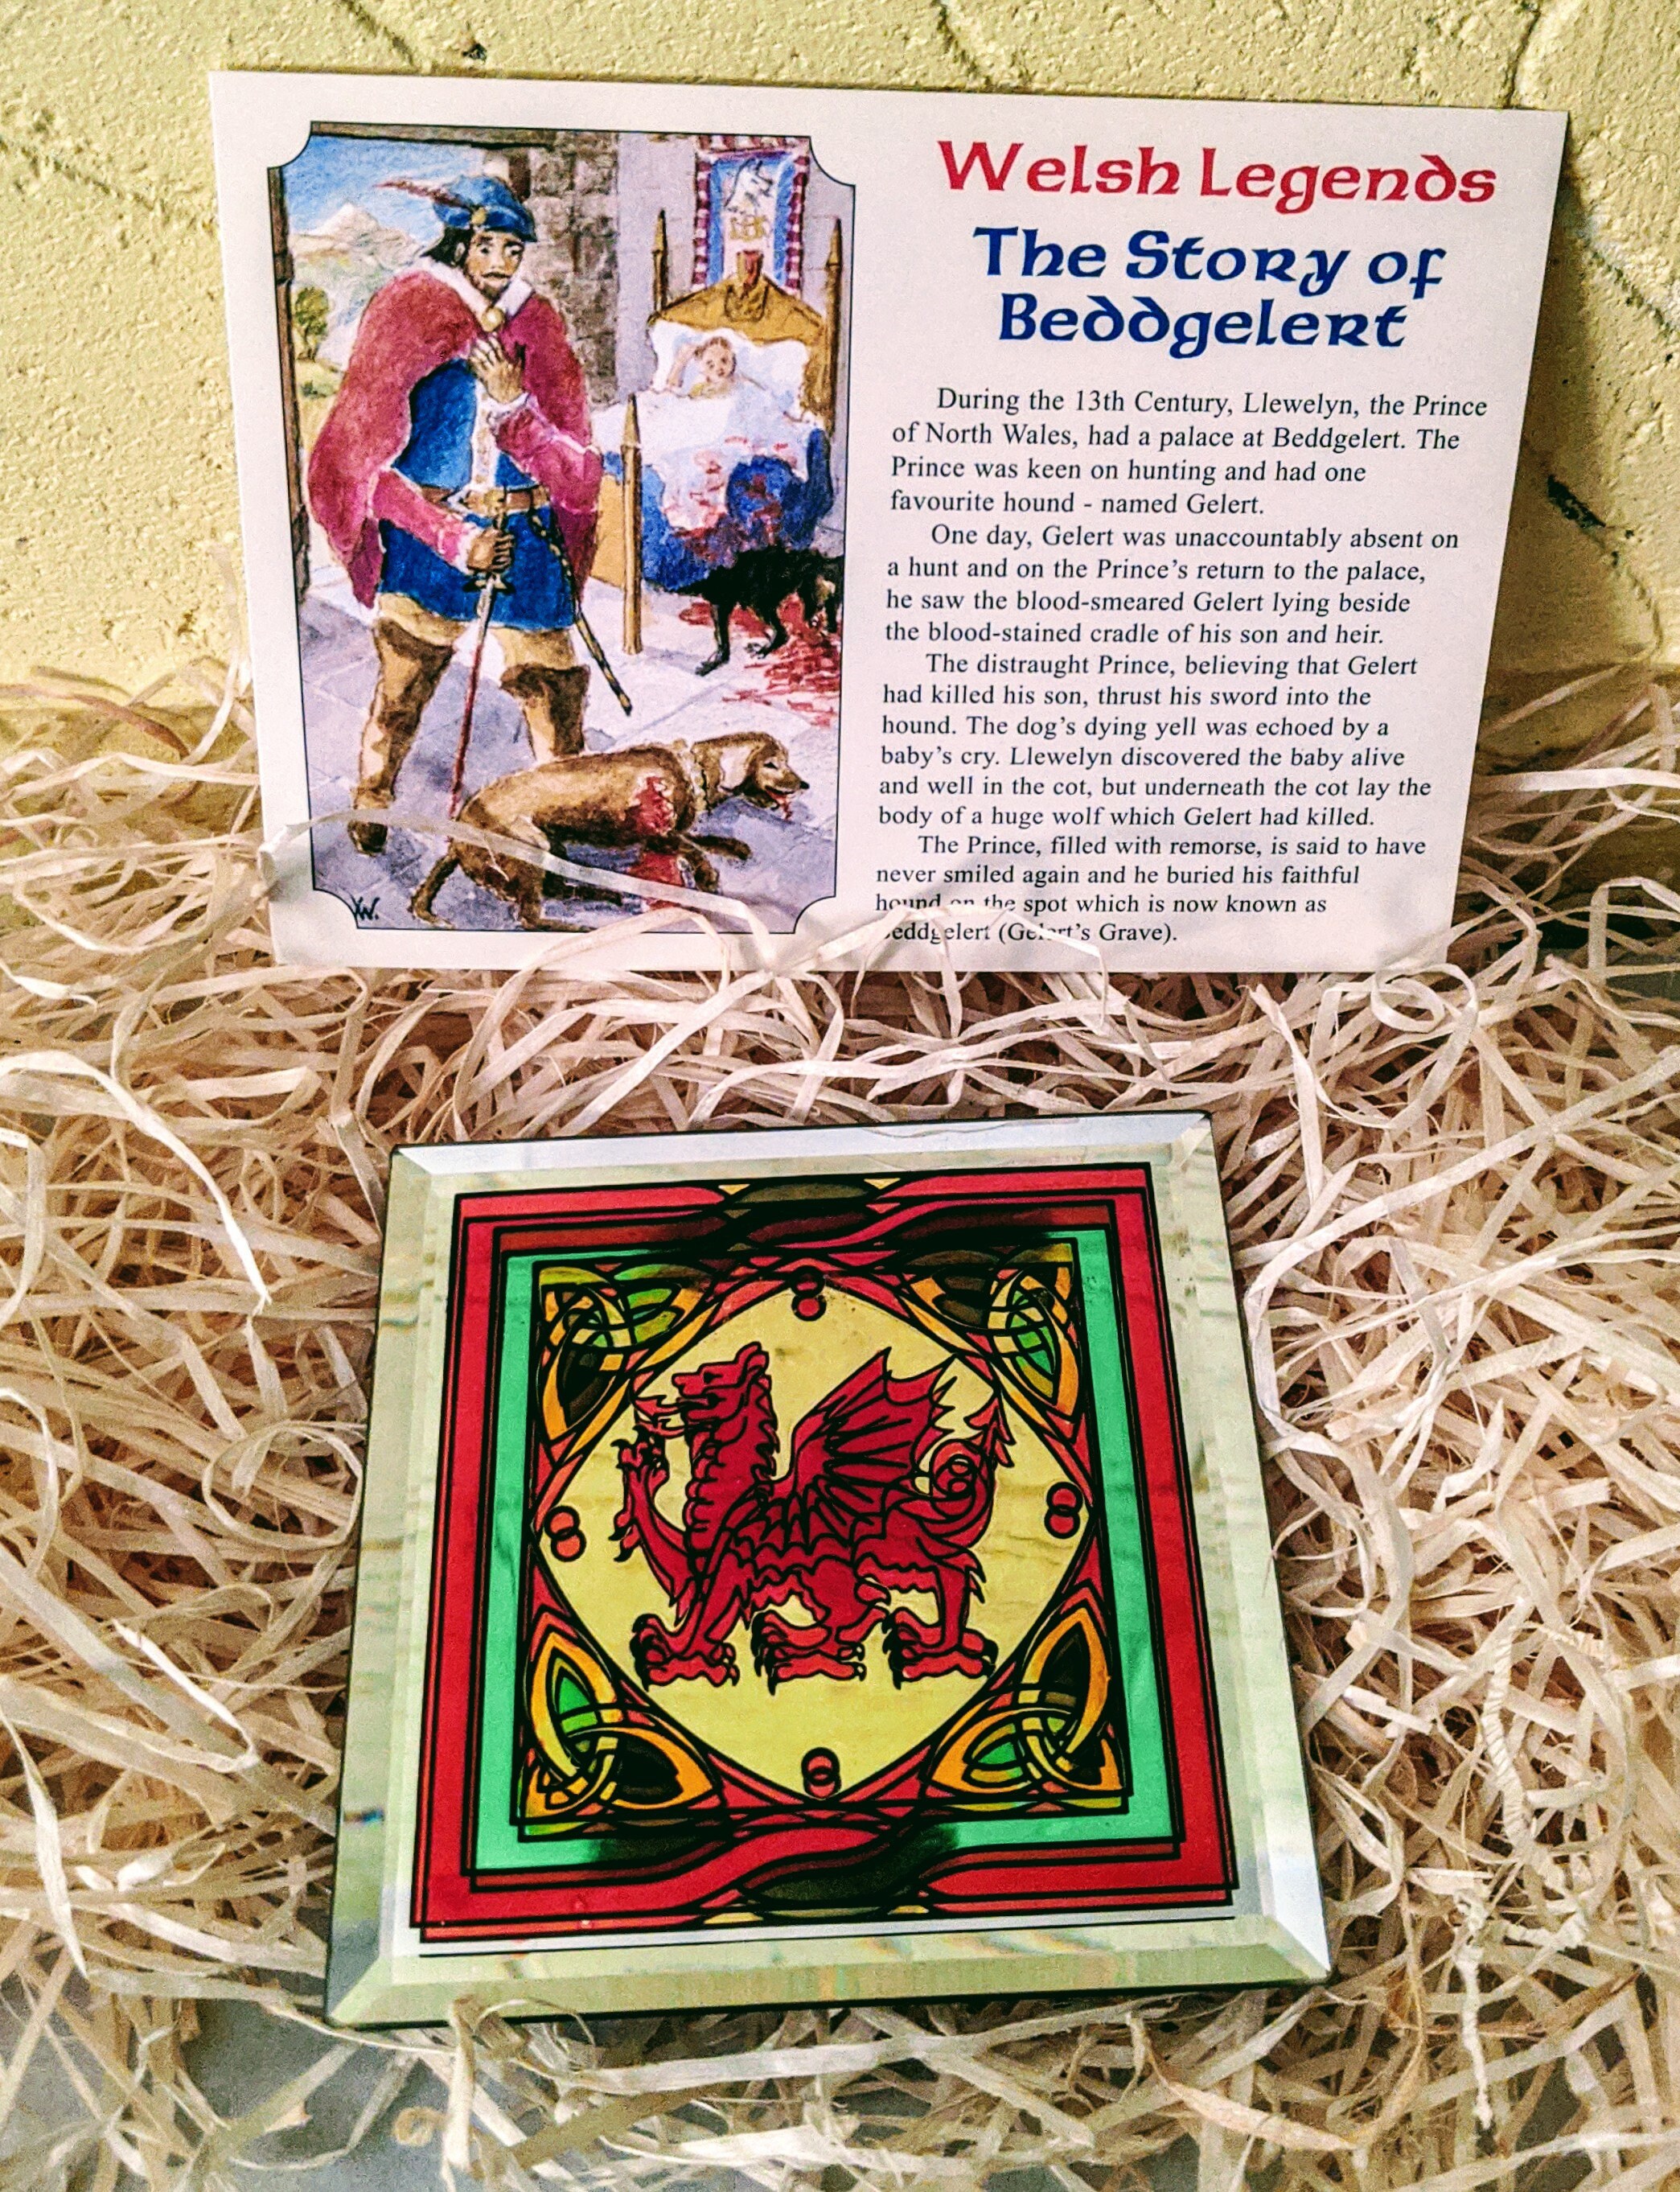 Welsh Legends
The Story of
Beddgelert
During the 13th Century, Llewelyn, the Prince
of North Wales, had a palace at Beddgelert. The
Prince was keen on hunting and had one
favourite hound - named Gelert.
One day, Gelert was unaccountably absent on
a hunt and on the Prince's return to the palace,
he saw the blood-smeared Gelert lying beside
the blood-stained cradle of his son and heir.
The distraught Prince, believing that Gelert
had killed his son, thrust his sword into the
hound. The dog's dying yell was echoed by a
baby's cry. Llewelyn discovered the baby alive
and well in the cot, but underneath the cot lay the
body of a huge wolf which Gelert had killed.
The Prince, filled with remorse, is said to have
never smiled again and he buried his faithful
hound on the spot which is now known as
Beddgelert (Gelert's Grave).